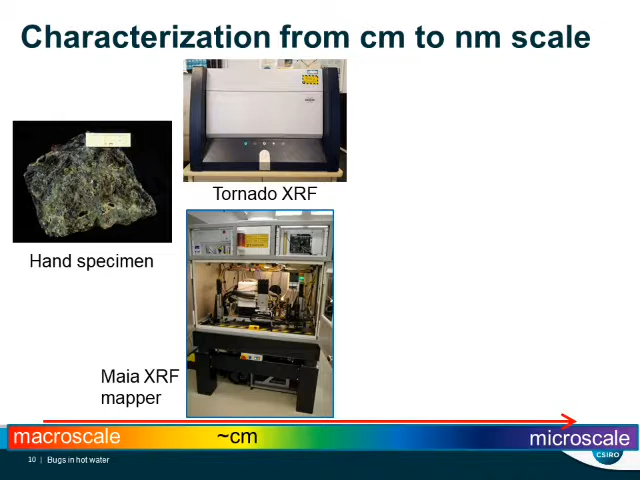 Characterization from cm to nm scale
Tornado XRF
Hand specimen
Maia XRF
mapper
macroscale
~cm
microscale
10 | Bugs in hot water
CSIRO